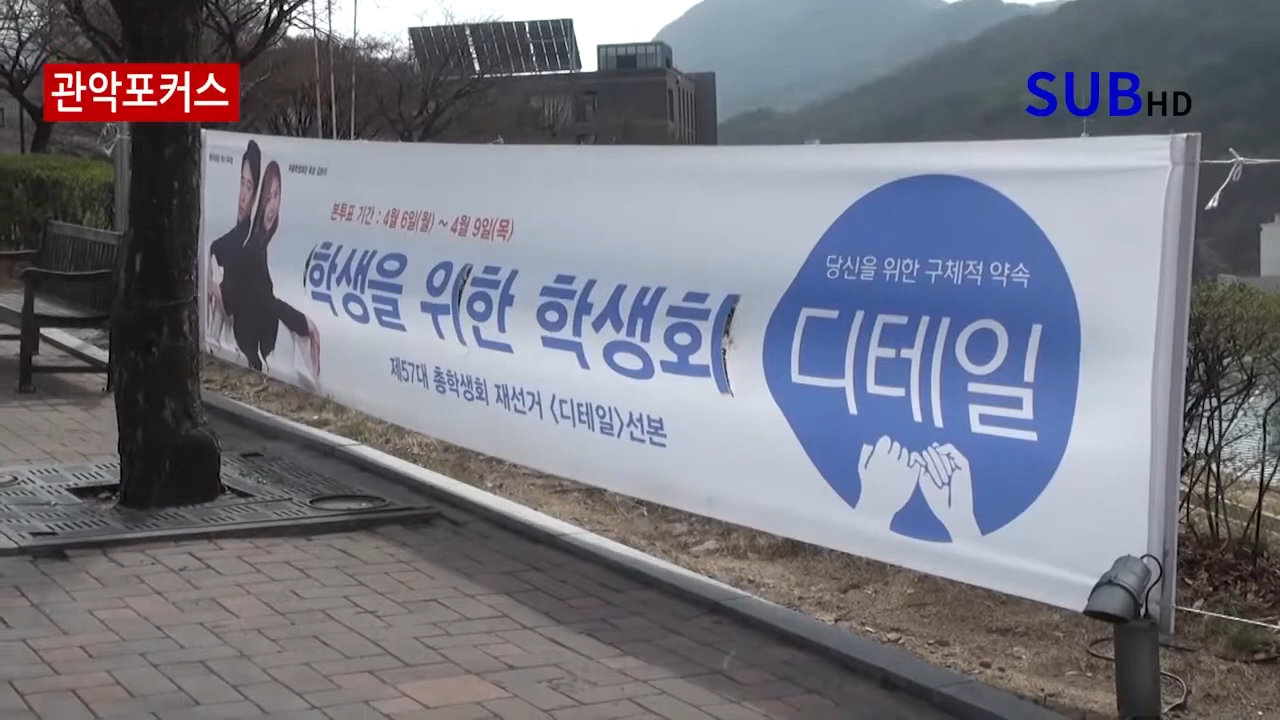 관악포커스
SUBHD
본투표 기간 : 4월 6일(월) ~ 4월 9일(목)
학생을 위한 학생회
제57대 총학생회 재선거 <디테일>선본
당신을 위한 구체적 약속
디테일